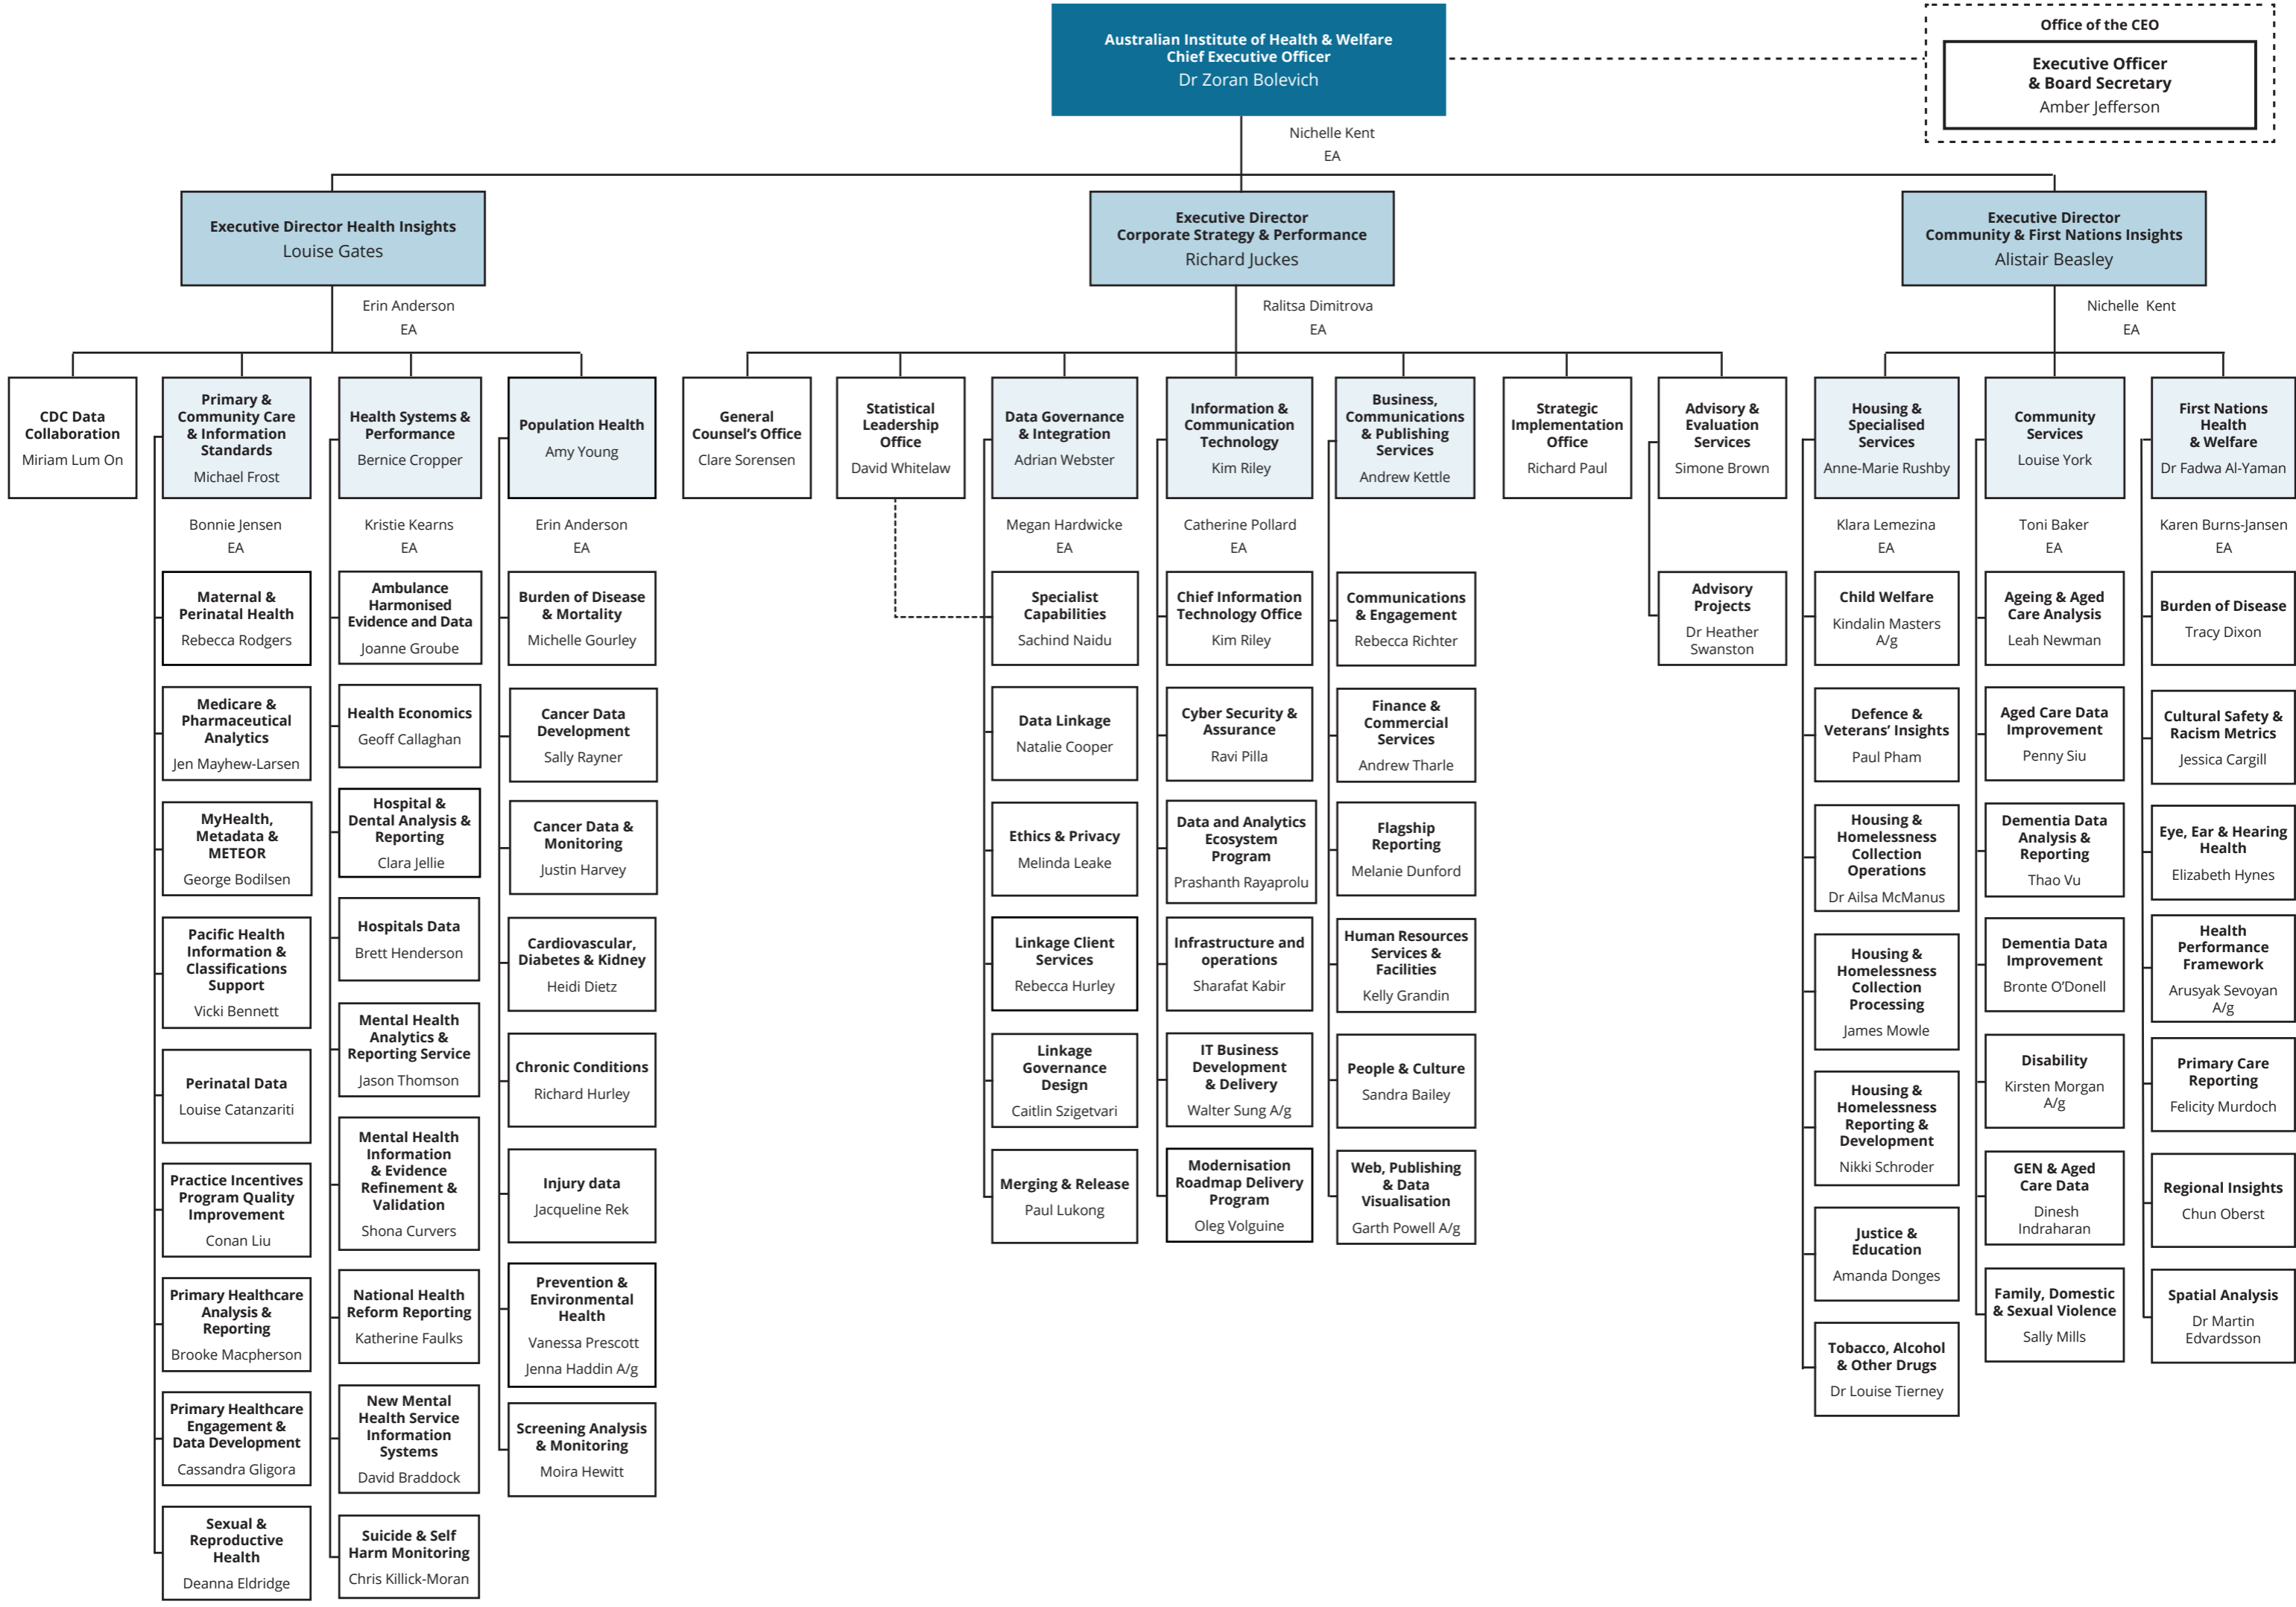 Australian Institute of Health & Welfare
Chief Executive Officer
Dr Zoran Bolevich
Nichelle Kent
EA
Office of the CEO
Executive Officer
& Board Secretary
Amber Jefferson
Executive Director Health Insights
Louise Gates
Erin Anderson
EA
Executive Director
Corporate Strategy & Performance
Richard Juckes
Ralitsa Dimitrova
EA
Executive Director
Community & First Nations Insights
Alistair Beasley
Nichelle Kent
EA
CDC Data
Collaboration
Miriam Lum On
Primary &
Community Care
& Information
Standards
Michael Frost
Bonnie Jensen
EA
Maternal &
Perinatal Health
Rebecca Rodgers
Medicare &
Pharmaceutical
Analytics
Jen Mayhew-Larsen
MyHealth,
Metadata &
METEOR
George Bodilsen
Pacific Health
Information &
Classifications
Support
Vicki Bennett
Perinatal Data
Louise Catanzariti
Practice Incentives
Program Quality
Improvement
Conan Liu
Primary Healthcare
Analysis &
Reporting
Brooke Macpherson
Primary Healthcare
Engagement &
Data Development
Cassandra Gligora
Sexual &
Reproductive
Health
Deanna Eldridge
Health Systems &
Performance
Bernice Cropper
Kristie Kearns
EA
Ambulance
Harmonised
Evidence and Data
Joanne Groube
Health Economics
Geoff Callaghan
Hospital &
Dental Analysis &
Reporting
Clara Jellie
Hospitals Data
Brett Henderson
Mental Health
Analytics &
Reporting Service
Jason Thomson
Mental Health
Information
& Evidence
Refinement &
Validation
Shona Curvers
National Health
Reform Reporting
Katherine Faulks
New Mental
Health Service
Information
Systems
David Braddock
Suicide & Self
Harm Monitoring
Chris Killick-Moran
Population Health
Amy Young
Erin Anderson
EA
Burden of Disease
& Mortality
Michelle Gourley
Cancer Data
Development
Sally Rayner
Cancer Data &
Monitoring
Justin Harvey
Cardiovascular,
Diabetes & Kidney
Heidi Dietz
Chronic Conditions
Richard Hurley
Injury data
Jacqueline Rek
Prevention &
Environmental
Health
Vanessa Prescott
Jenna Haddin A/g
Screening Analysis
& Monitoring
Moira Hewitt
General
Counsel's Office
Clare Sorensen
Statistical
Leadership
Office
David Whitelaw
Data Governance
& Integration
Adrian Webster
Megan Hardwicke
EA
Specialist
Capabilities
Sachind Naidu
Data Linkage
Natalie Cooper
Ethics & Privacy
Melinda Leake
Linkage Client
Services
Rebecca Hurley
Linkage
Governance
Design
Caitlin Szigetvari
Merging & Release
Paul Lukong
Information &
Communication
Technology
Kim Riley
Catherine Pollard
EA
Chief Information
Technology Office
Kim Riley
Cyber Security &
Assurance
Ravi Pilla
Data and Analytics
Ecosystem
Program
Prashanth Rayaprolu
Infrastructure and
operations
Sharafat Kabir
IT Business
Development
& Delivery
Walter Sung A/g
Modernisation
Roadmap Delivery
Program
Oleg Volguine
Business,
Communications
& Publishing
Services
Andrew Kettle
Communications
& Engagement
Rebecca Richter
Finance &
Commercial
Services
Andrew Tharle
Flagship
Reporting
Melanie Dunford
Human Resources
Services &
Facilities
Kelly Grandin
People & Culture
Sandra Bailey
Web, Publishing
& Data
Visualisation
Garth Powell A/g
Strategic
Implementation
Office
Richard Paul
Advisory &
Evaluation
Services
Simone Brown
Advisory
Projects
Dr Heather
Swanston
Housing &
Specialised
Services
Anne-Marie Rushby
Klara Lemezina
EA
Child Welfare
Kindalin Masters
A/g
Defence &
Veterans' Insights
Paul Pham
Housing &
Homelessness
Collection
Operations
Dr Ailsa McManus
Housing &
Homelessness
Collection
Processing
James Mowle
Housing &
Homelessness
Reporting &
Development
Nikki Schroder
Justice &
Education
Amanda Donges
Tobacco, Alcohol
& Other Drugs
Dr Louise Tierney
Community
Services
Louise York
Toni Baker
EA
Ageing & Aged
Care Analysis
Leah Newman
Aged Care Data
Improvement
Penny Siu
Dementia Data
Analysis &
Reporting
Thao Vu
Dementia Data
Improvement
Bronte O'Donell
Disability
Kirsten Morgan
A/g
GEN & Aged
Care Data
Dinesh
Indraharan
Family, Domestic
& Sexual Violence
Sally Mills
First Nations
Health
& Welfare
Dr Fadwa Al-Yaman
Karen Burns-Jansen
EA
Burden of Disease
Tracy Dixon
Cultural Safety &
Racism Metrics
Jessica Cargill
Eye, Ear & Hearing
Health
Elizabeth Hynes
Health
Performance
Framework
Arusyak Sevoyan
A/g
Primary Care
Reporting
Felicity Murdoch
Regional Insights
Chun Oberst
Spatial Analysis
Dr Martin
Edvardsson